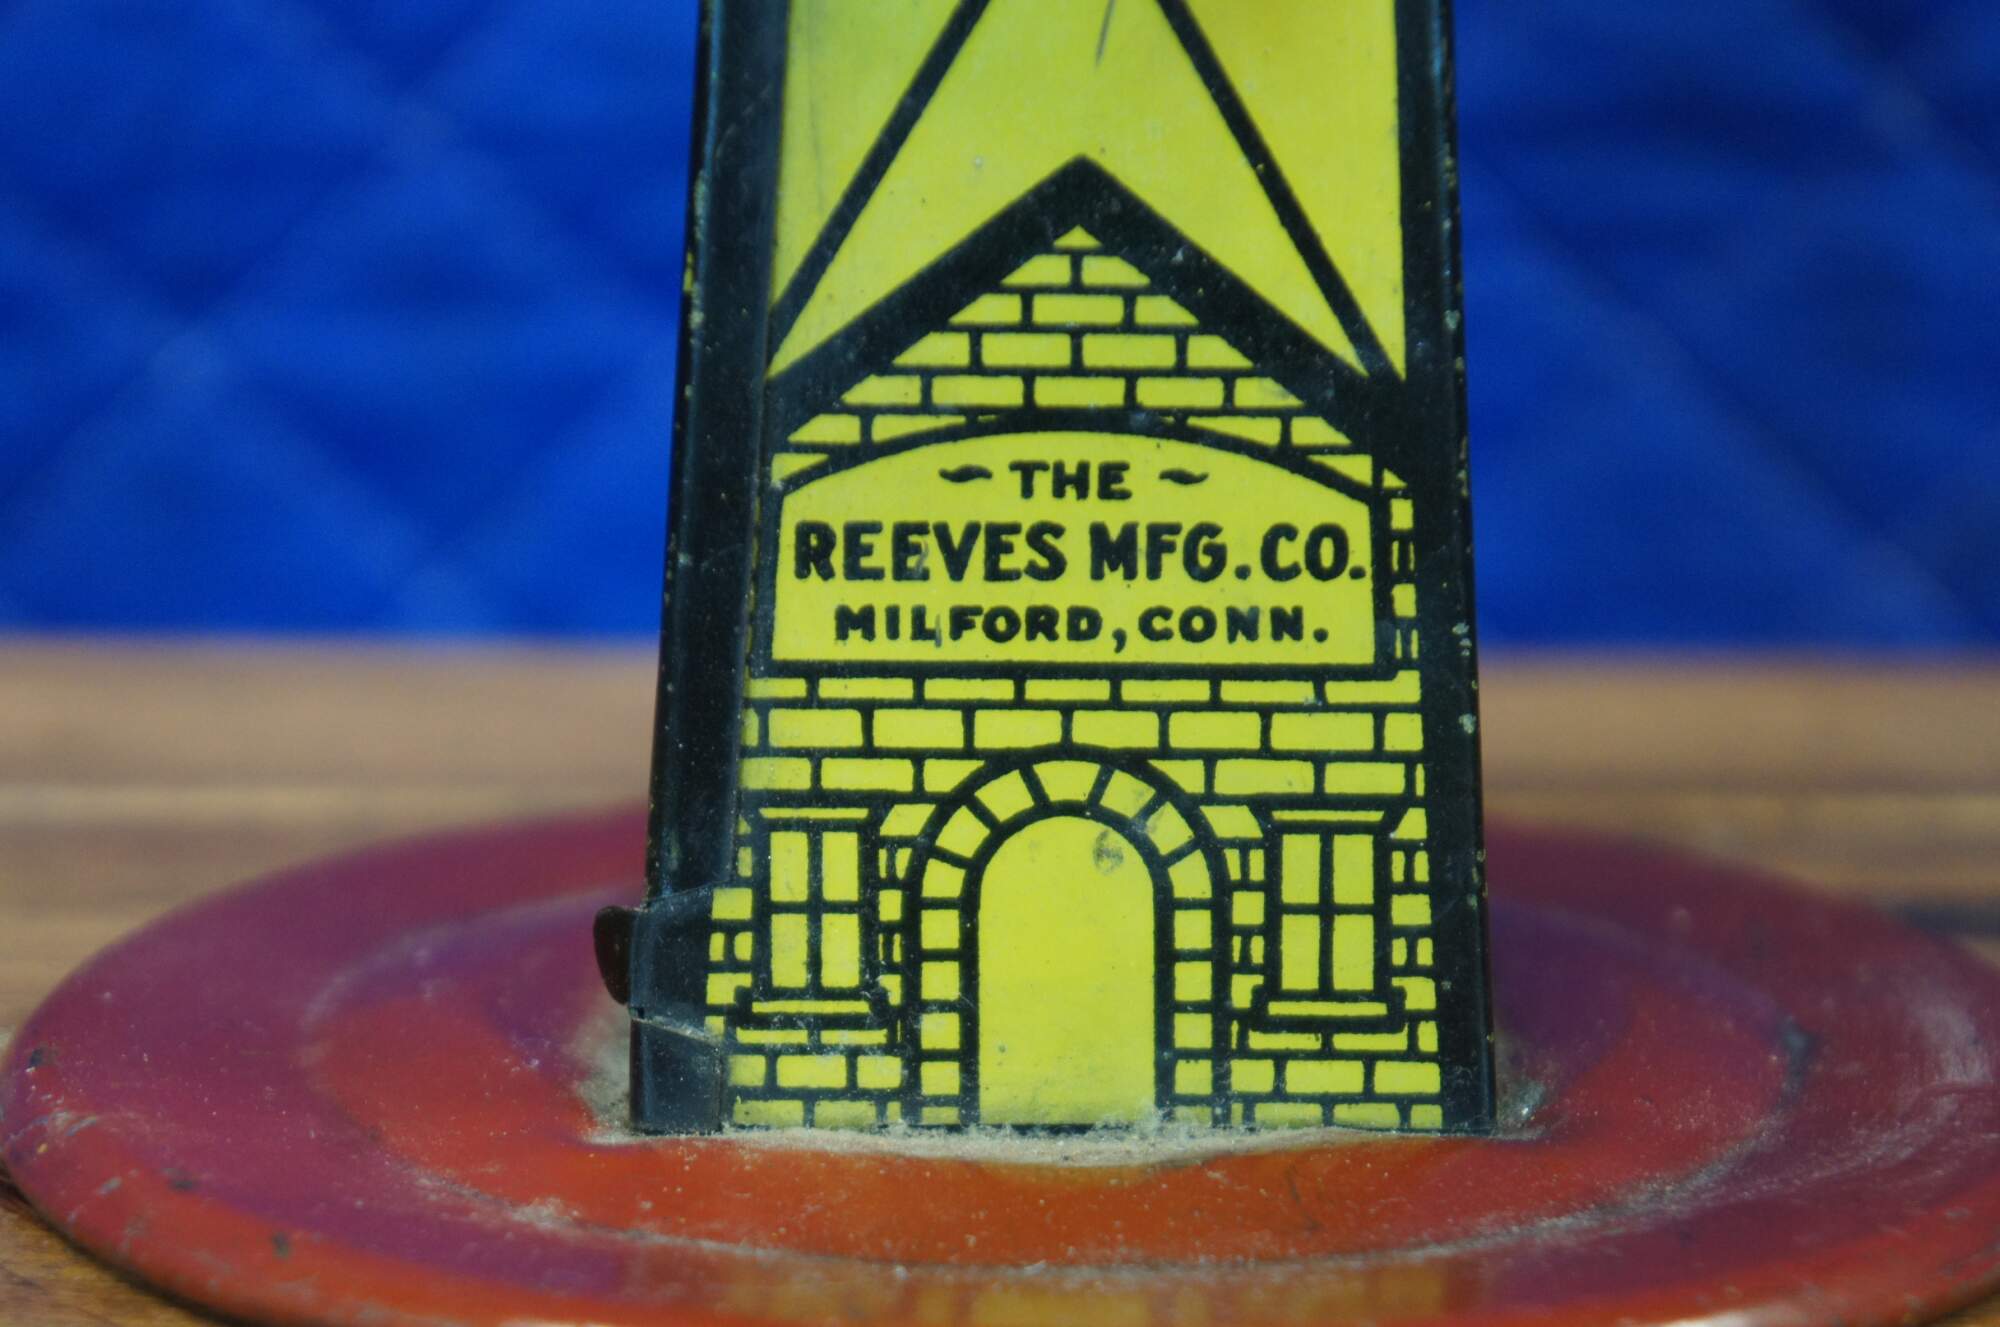 ~ THE ~
REEVES MFG. CO.
MILFORD, CONN.